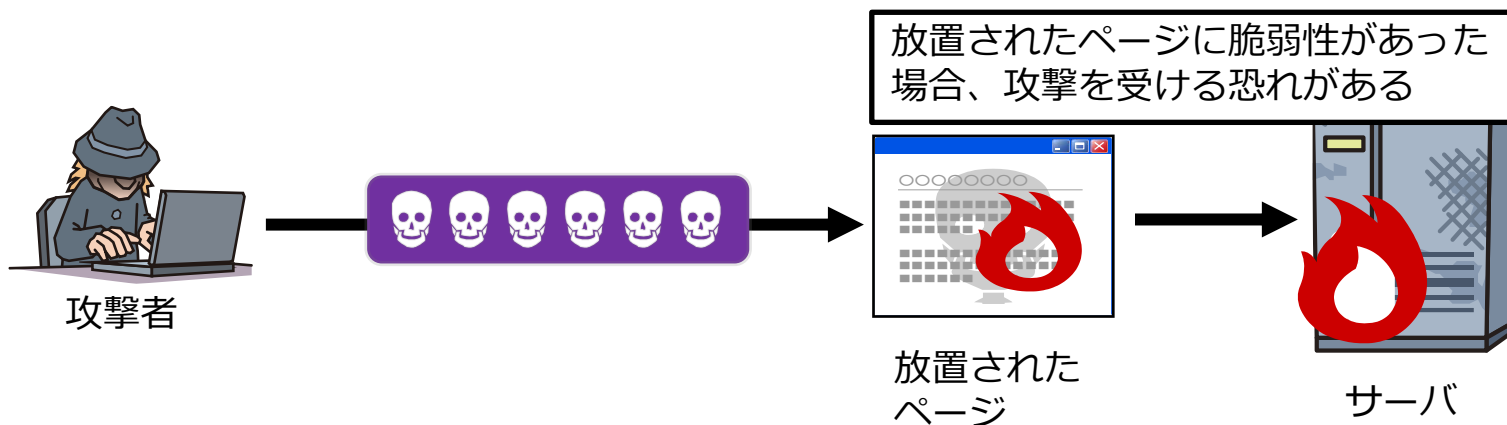 放置されたページに脆弱性があった
場合、攻撃を受ける恐れがある
○○○○○○○○
攻撃者
放置された
ページ
サーバ